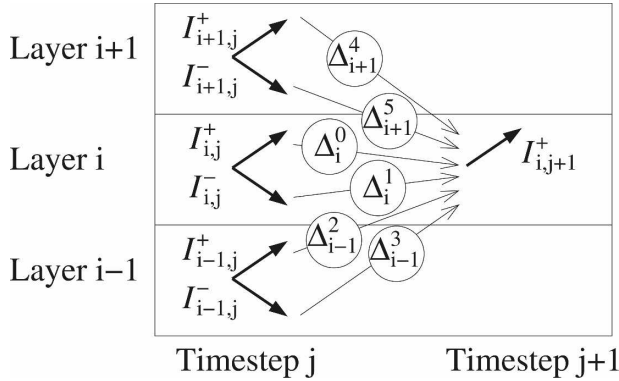 Layer i+1
I⁺ᵢ₊₁,ⱼ
I⁻ᵢ₊₁,ⱼ
Δ⁴ᵢ₊₁
Δ⁵ᵢ₊₁
Layer i
I⁺ᵢ,ⱼ
I⁻ᵢ,ⱼ
Δ⁰ᵢ
Δ¹ᵢ
I⁺ᵢ,ⱼ₊₁
Layer i−1
I⁺ᵢ₋₁,ⱼ
I⁻ᵢ₋₁,ⱼ
Δ²ᵢ₋₁
Δ³ᵢ₋₁
Timestep j
Timestep j+1